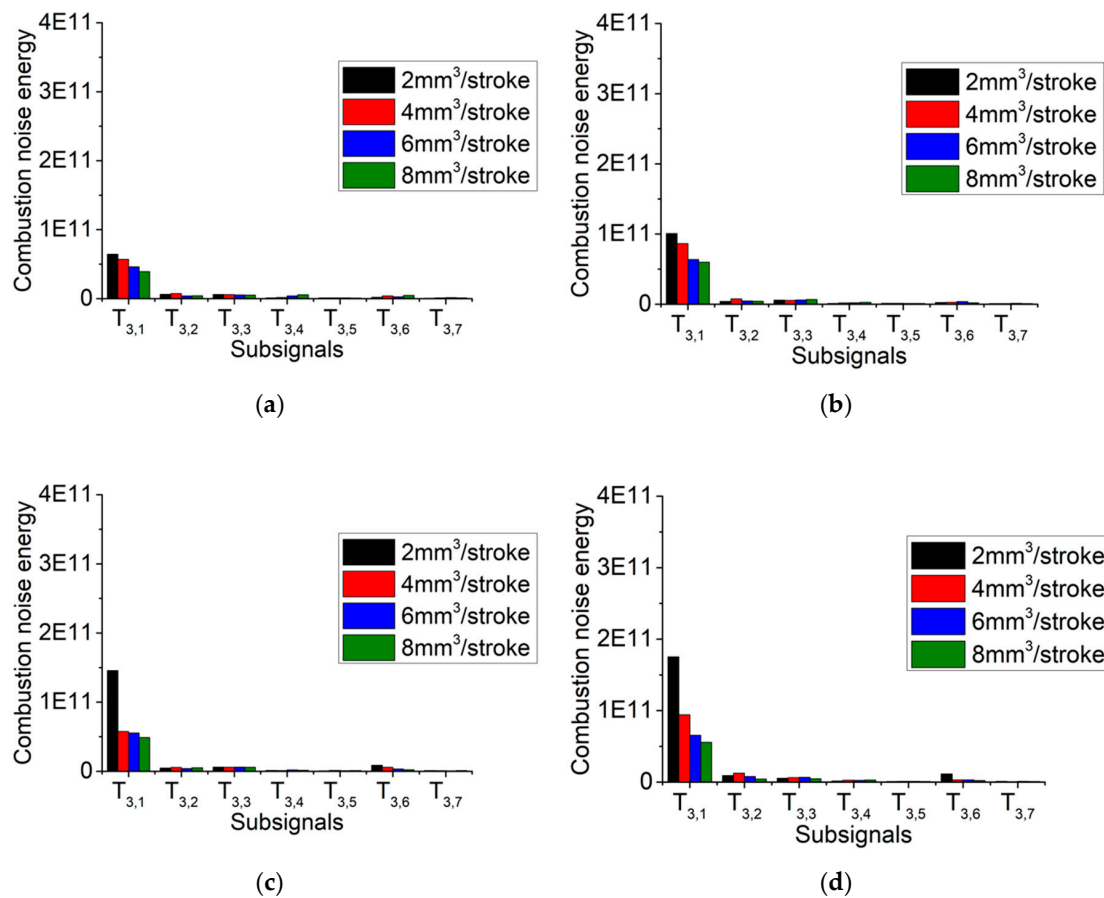 4E11
3E11
2E11
1E11
0
Combustion noise energy
2mm³/stroke
4mm³/stroke
6mm³/stroke
8mm³/stroke
T3,1 T3,2 T3,3 T3,4 T3,5 T3,6 T3,7
Subsignals
(a)
4E11
3E11
2E11
1E11
0
Combustion noise energy
2mm³/stroke
4mm³/stroke
6mm³/stroke
8mm³/stroke
T3,1 T3,2 T3,3 T3,4 T3,5 T3,6 T3,7
Subsignals
(b)
4E11
3E11
2E11
1E11
0
Combustion noise energy
2mm³/stroke
4mm³/stroke
6mm³/stroke
8mm³/stroke
T3,1 T3,2 T3,3 T3,4 T3,5 T3,6 T3,7
Subsignals
(c)
4E11
3E11
2E11
1E11
0
Combustion noise energy
2mm³/stroke
4mm³/stroke
6mm³/stroke
8mm³/stroke
T3,1 T3,2 T3,3 T3,4 T3,5 T3,6 T3,7
Subsignals
(d)